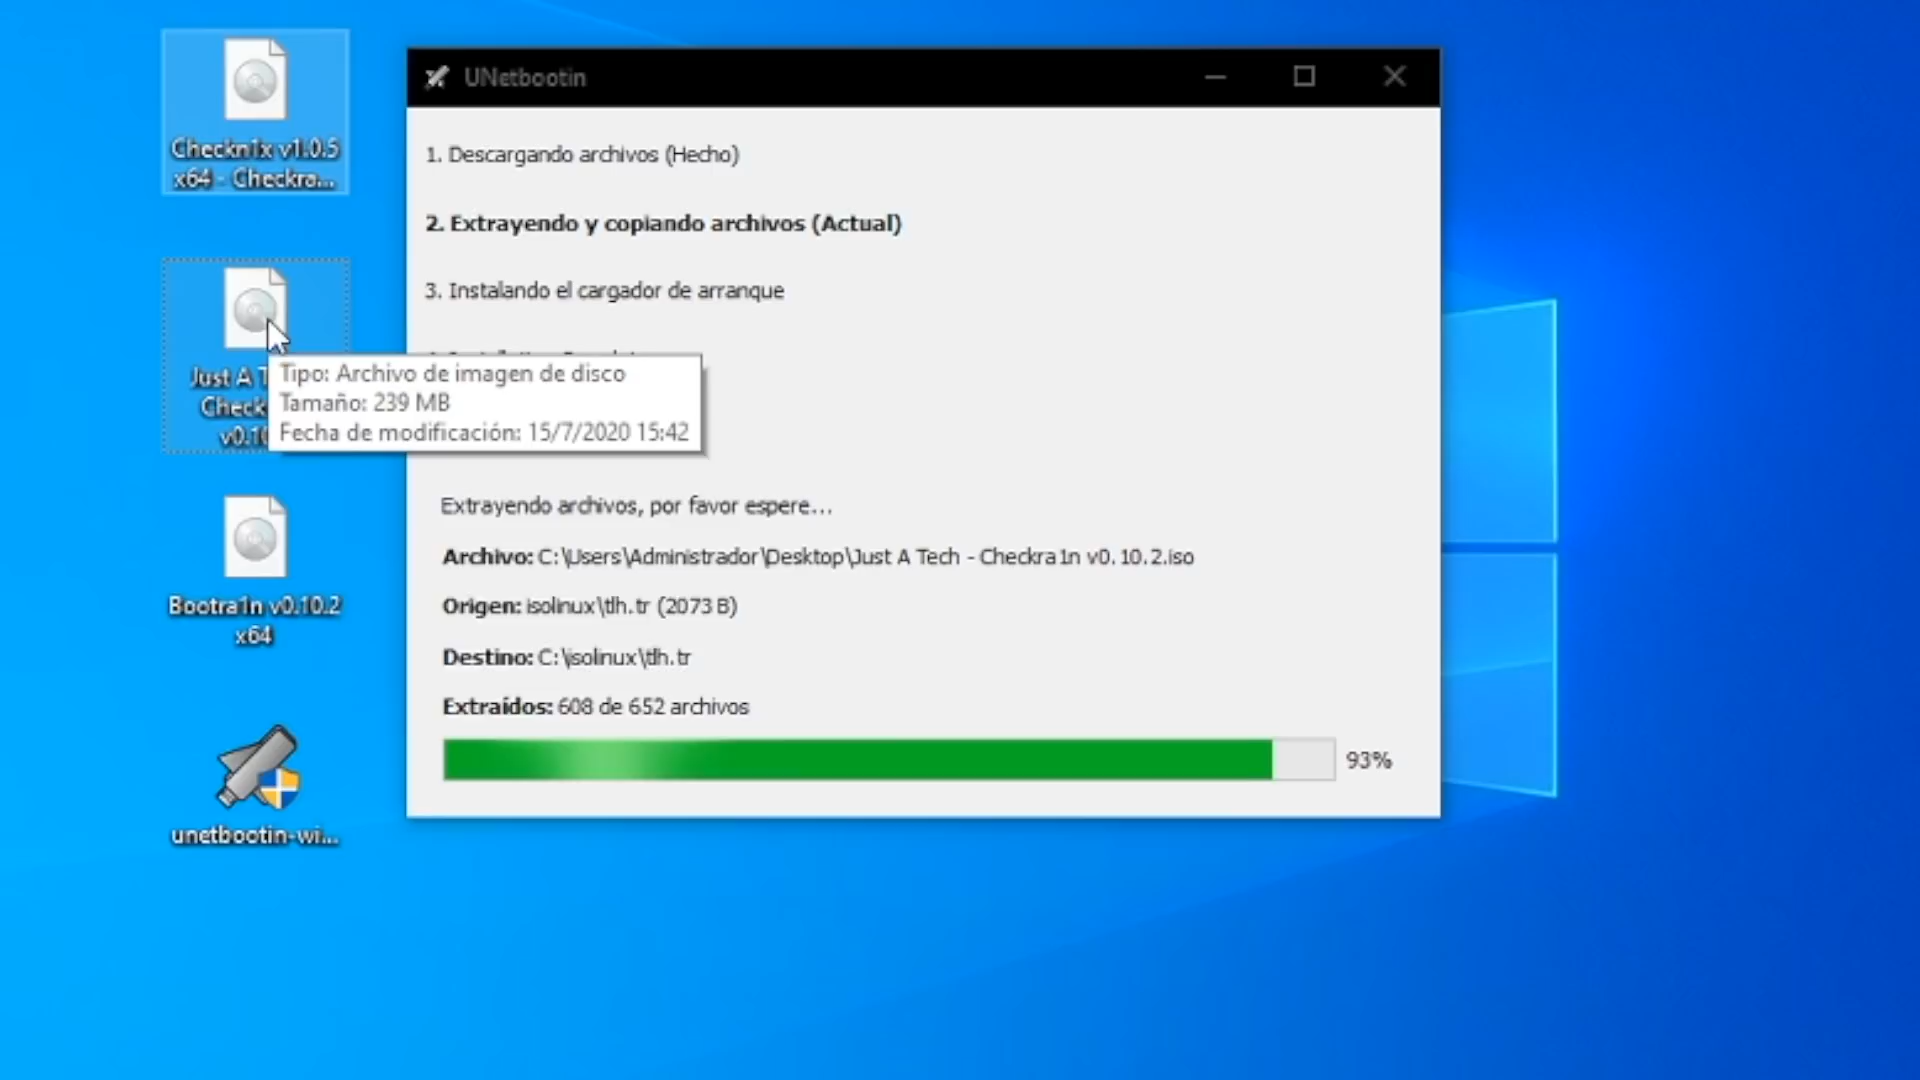 Checkn1x v1.0.5
x64 - Checkra...
Just A
Check
v0.10
Bootra1n v0.10.2
x64
unetbootin-wi...
UNetbootin
1. Descargando archivos (Hecho)
2. Extrayendo y copiando archivos (Actual)
3. Instalando el cargador de arranque
Tipo: Archivo de imagen de disco
Tamaño: 239 MB
Fecha de modificación: 15/7/2020 15:42
Extrayendo archivos, por favor espere...
Archivo: C:\Users\Administrador\Desktop\Just A Tech - Checkra1n v0.10.2.iso
Origen: isolinux\tlh.tr (2073 B)
Destino: C:\isolinux\tlh.tr
Extraídos: 608 de 652 archivos
93%